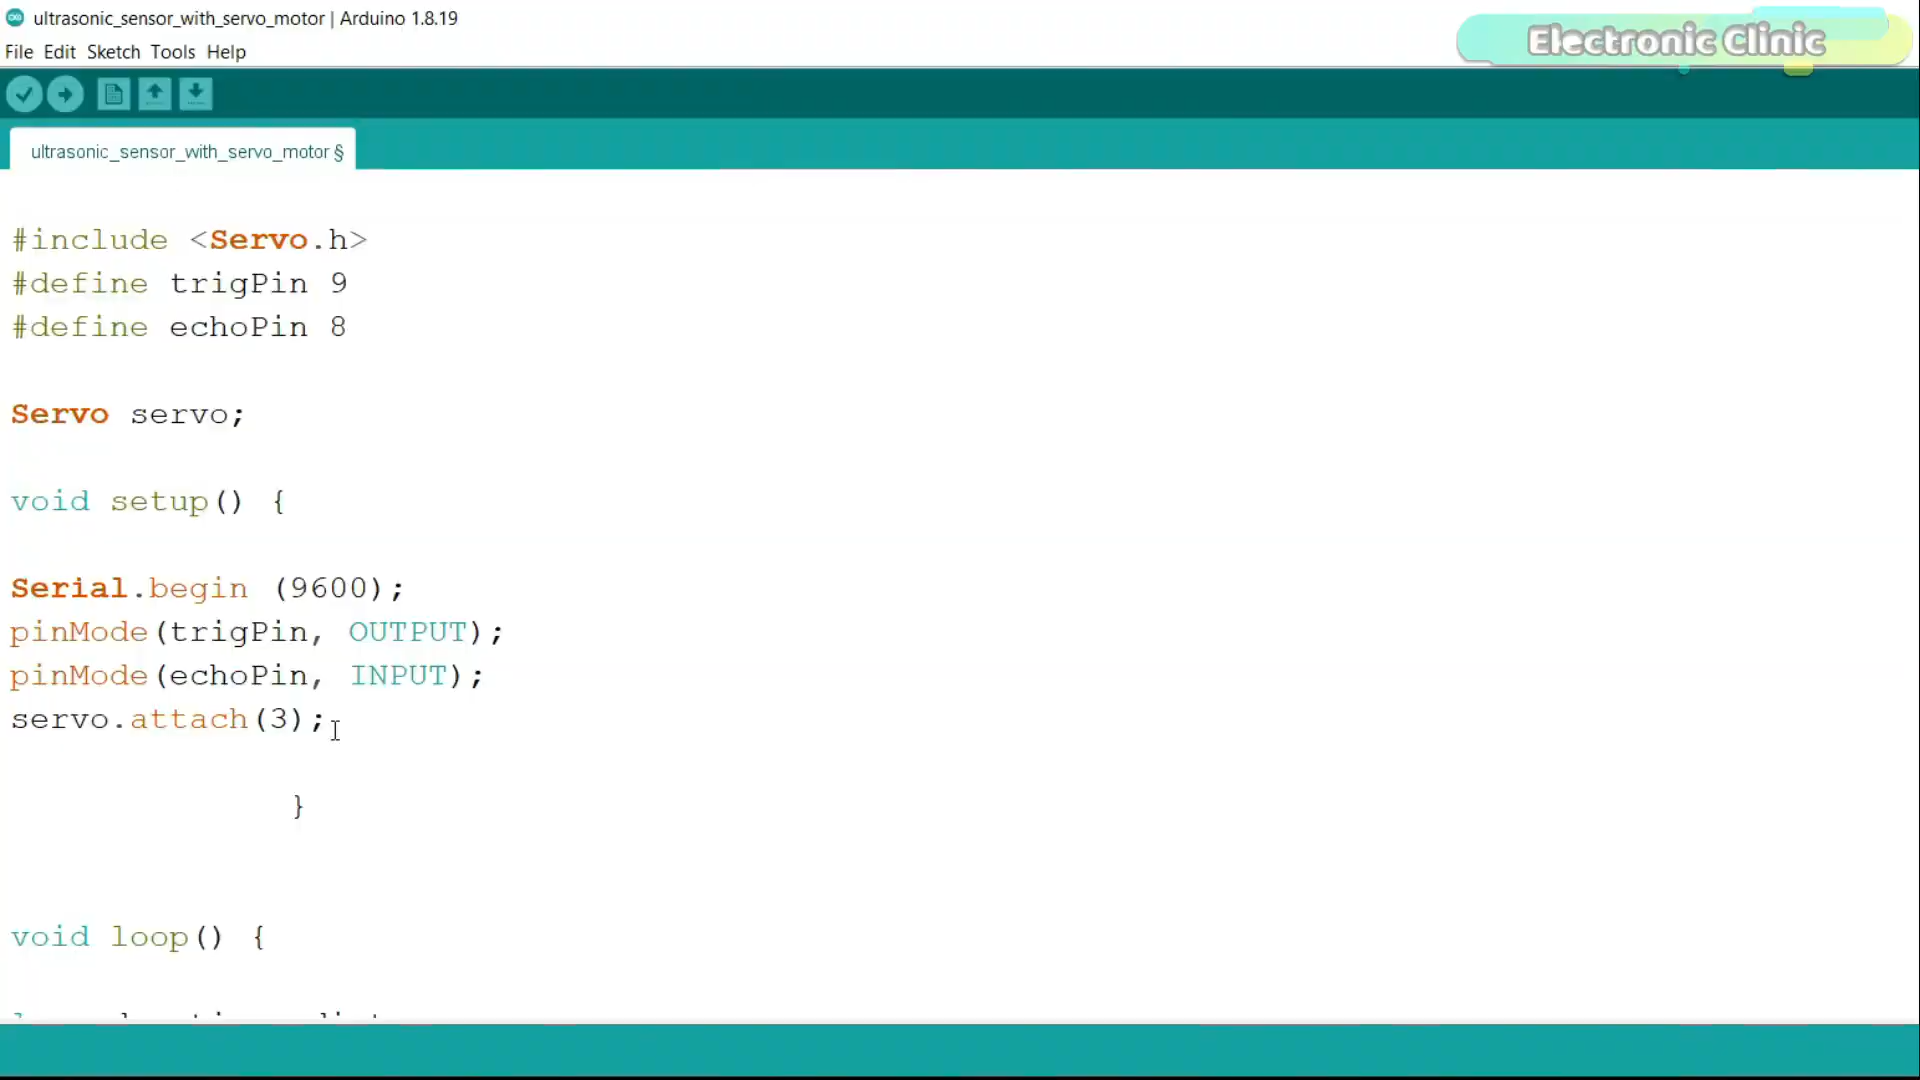 ultrasonic_sensor_with_servo_motor | Arduino 1.8.19
File Edit Sketch Tools Help
Electronic Clinic
ultrasonic_sensor_with_servo_motor §
#include <Servo.h>
#define trigPin 9
#define echoPin 8
Servo servo;
void setup() {
Serial.begin (9600);
pinMode(trigPin, OUTPUT);
pinMode(echoPin, INPUT);
servo.attach(3);
}
void loop() {